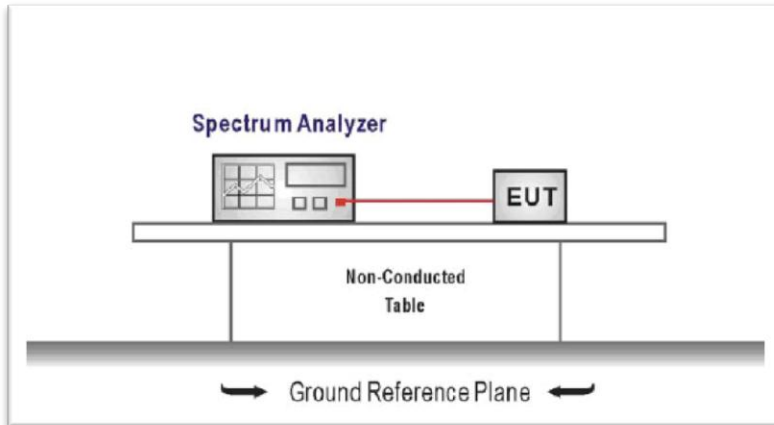 Spectrum Analyzer
EUT
Non-Conducted
Table
Ground Reference Plane